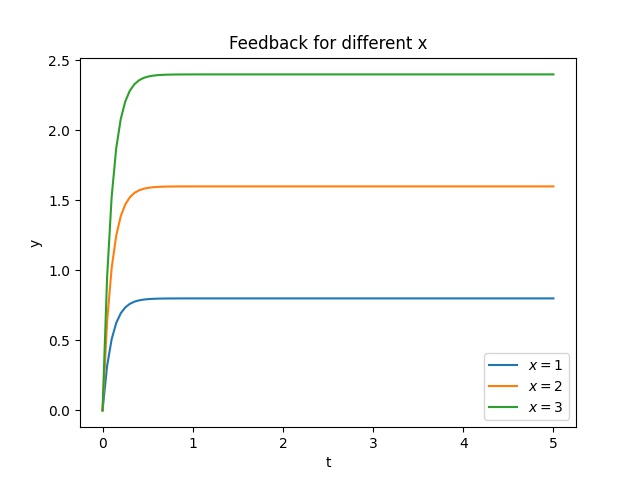 Feedback for different x
2.5
2.0
1.5
1.0
0.5
0.0
y
x = 1
x = 2
x = 3
0 1 2 3 4 5
t